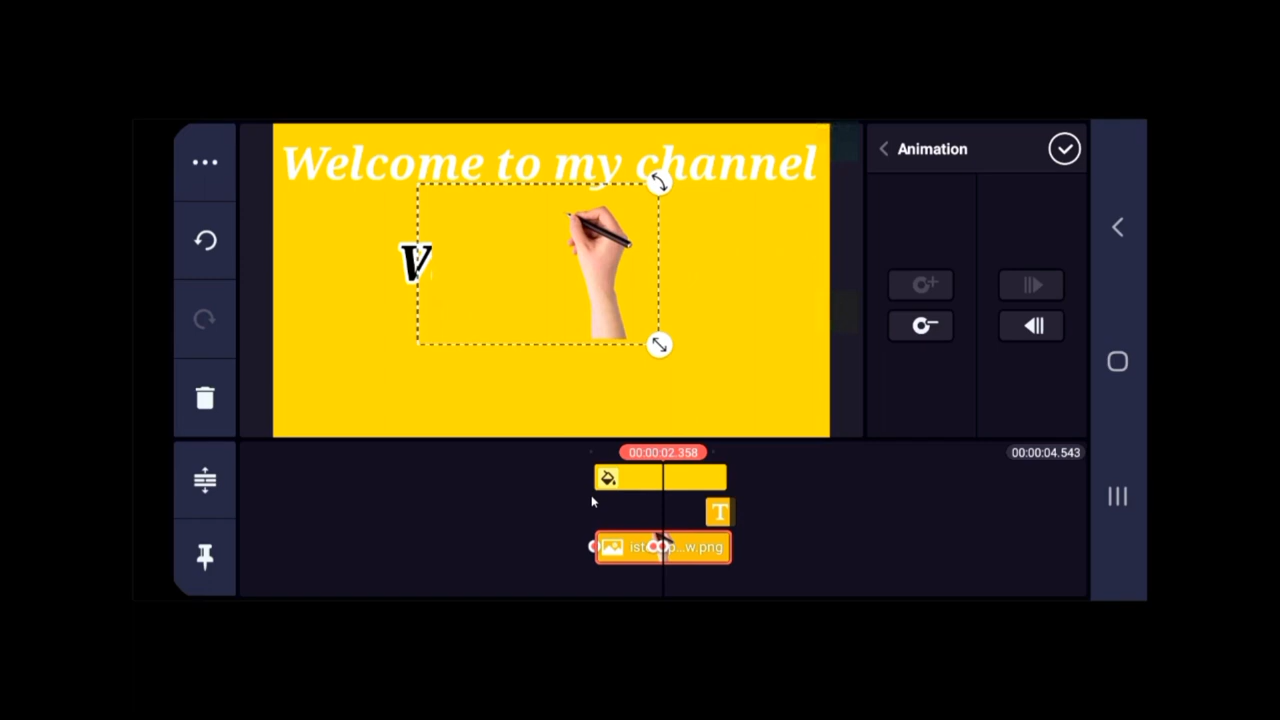 Animation
Welcome to my channel
V
00:00:02.358
00:00:04.543
T
ist p...w.png